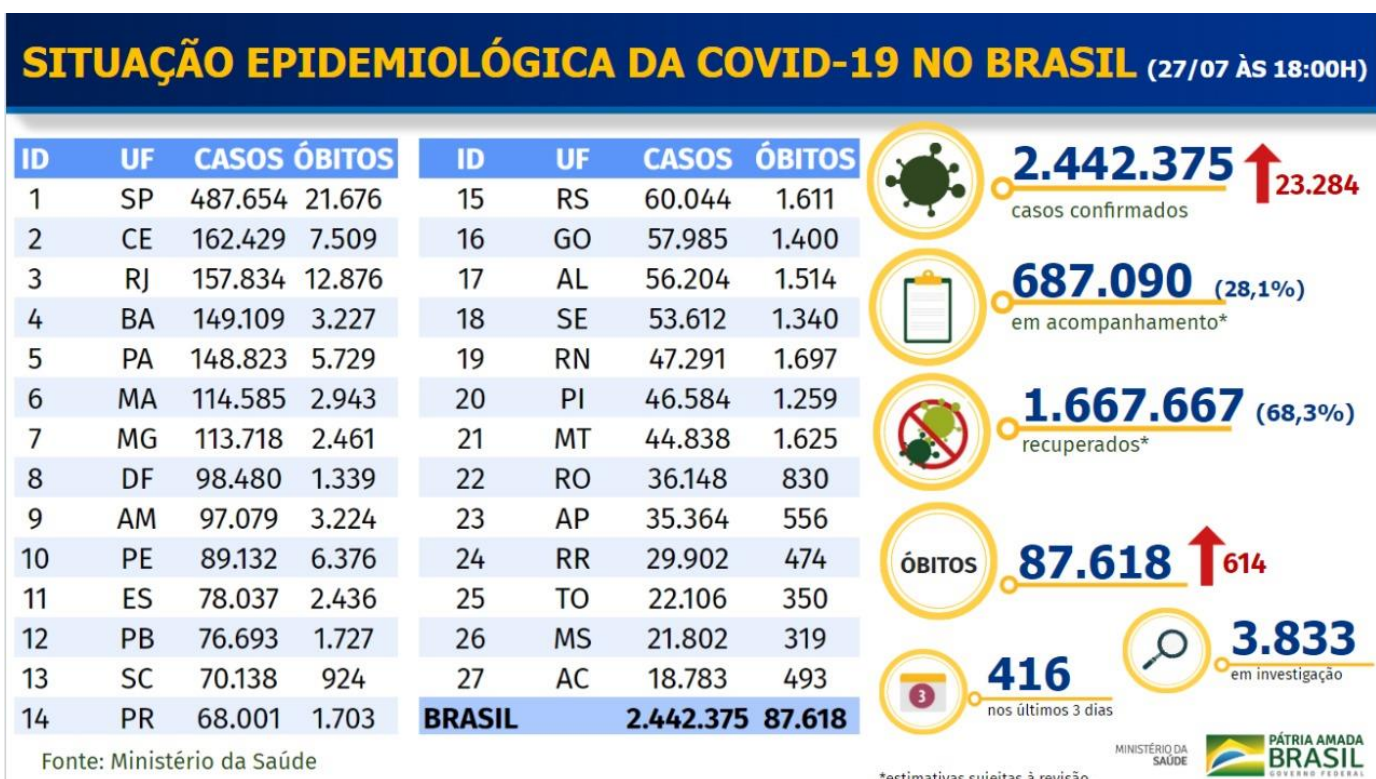 SITUAÇÃO EPIDEMIOLÓGICA DA COVID-19 NO BRASIL (27/07 ÀS 18:00H)
ID UF CASOS ÓBITOS
1 SP 487.654 21.676
2 CE 162.429 7.509
3 RJ 157.834 12.876
4 BA 149.109 3.227
5 PA 148.823 5.729
6 MA 114.585 2.943
7 MG 113.718 2.461
8 DF 98.480 1.339
9 AM 97.079 3.224
10 PE 89.132 6.376
11 ES 78.037 2.436
12 PB 76.693 1.727
13 SC 70.138 924
14 PR 68.001 1.703
ID UF CASOS ÓBITOS
15 RS 60.044 1.611
16 GO 57.985 1.400
17 AL 56.204 1.514
18 SE 53.612 1.340
19 RN 47.291 1.697
20 PI 46.584 1.259
21 MT 44.838 1.625
22 RO 36.148 830
23 AP 35.364 556
24 RR 29.902 474
25 TO 22.106 350
26 MS 21.802 319
27 AC 18.783 493
BRASIL 2.442.375 87.618
2.442.375 23.284
casos confirmados
687.090 (28,1%)
em acompanhamento*
1.667.667 (68,3%)
recuperados*
ÓBITOS 87.618 614
3.833
em investigação
3
416
nos últimos 3 dias
Fonte: Ministério da Saúde
*estimativas sujeitas à revisão
MINISTÉRIO DA
SAÚDE
PÁTRIA AMADA
BRASIL
GOVERNO FEDERAL